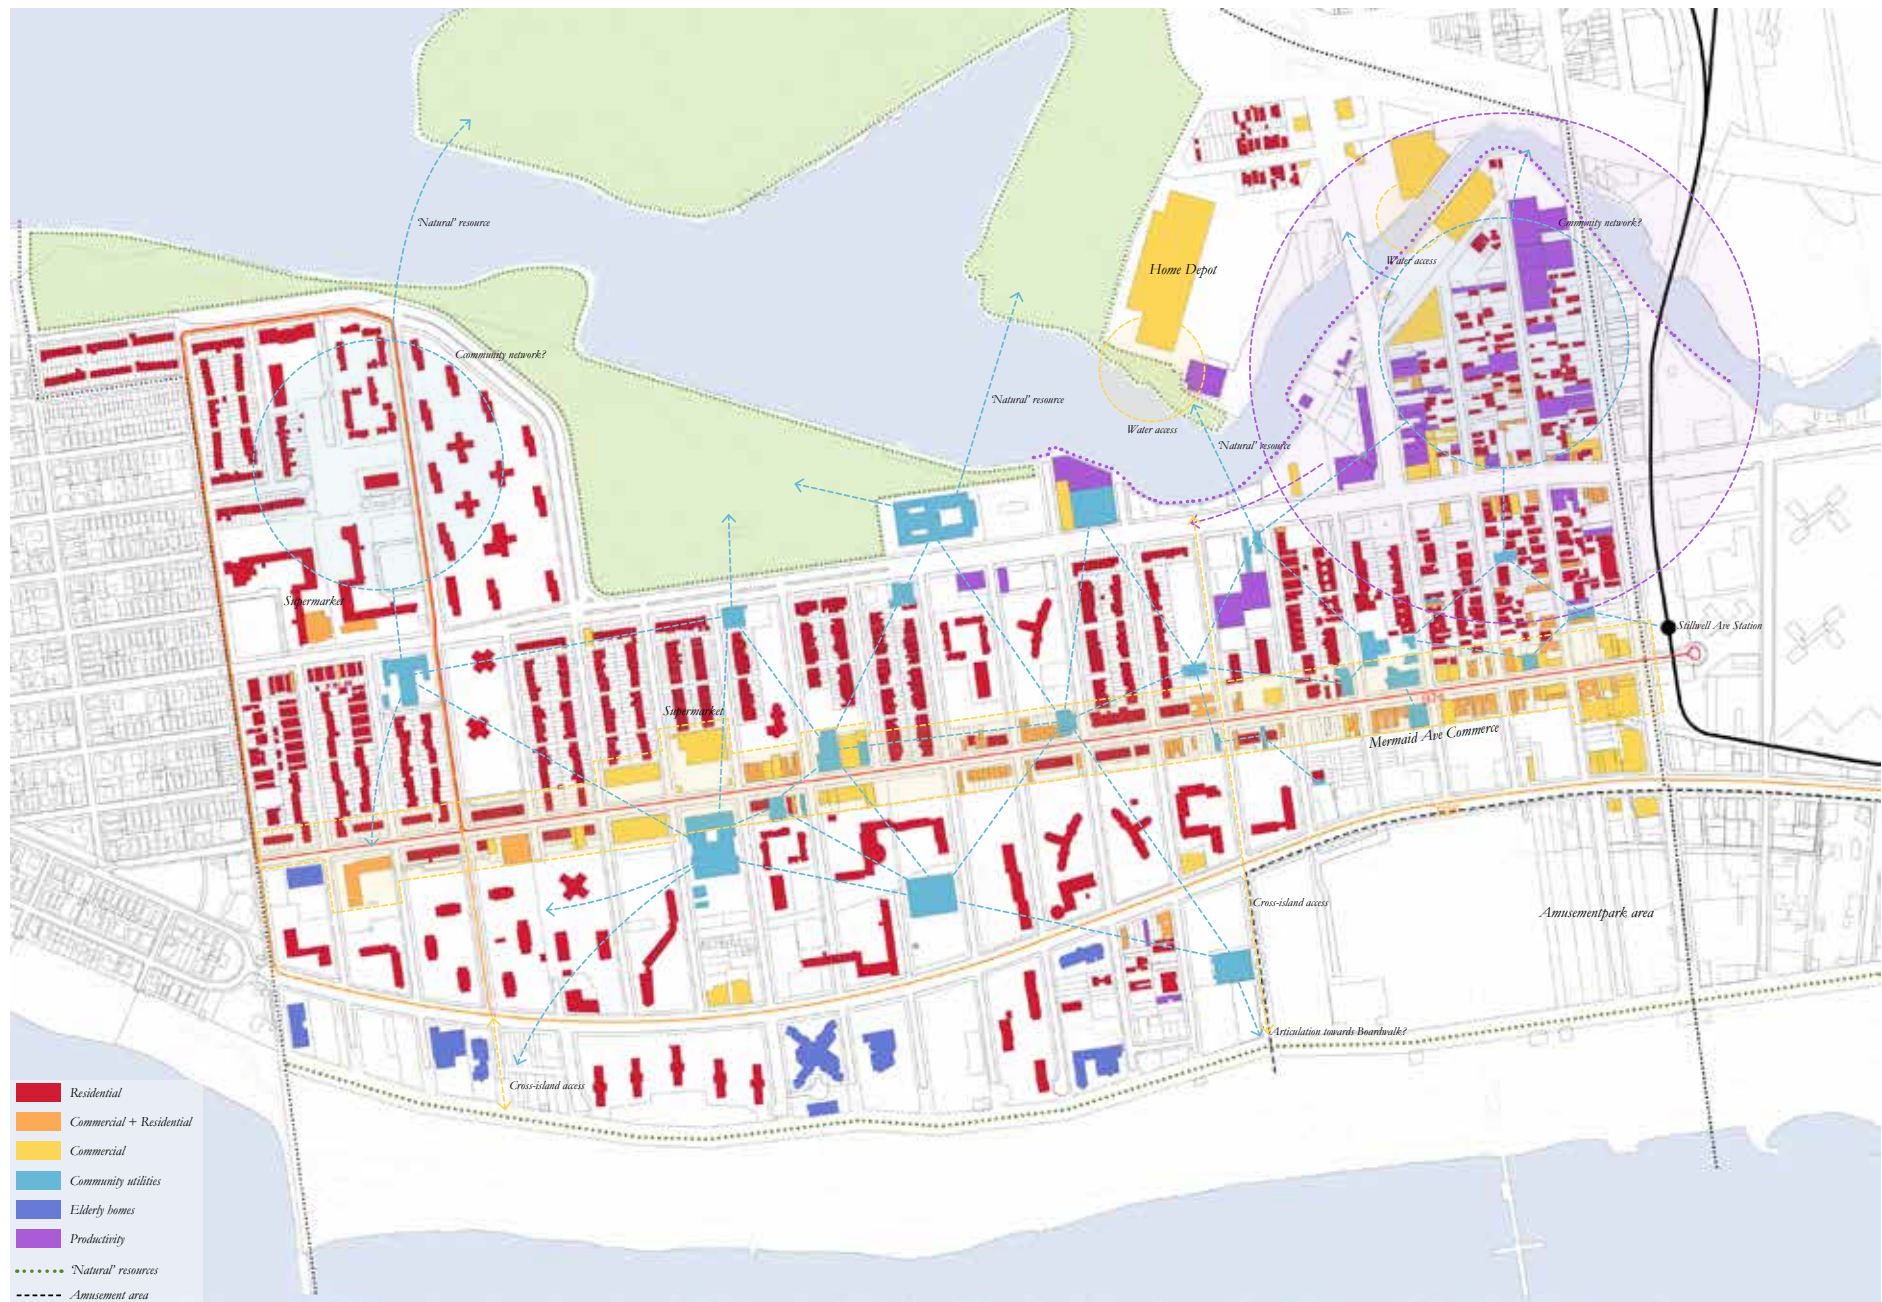 'Natural' resource
Cmmunity network?
Water access
Home Depot
Ccommunity network?
'Natural' resource
Water access
'Natural' resource
Supermarket
Stillwell Ave Station
Supermarket
Mermaid Ave Commerce
Cross-island access
Amusementpark area
Articulation towards Boardwalk?
Cross-island access
Residential
Commercial + Residential
Commercial
Community utilities
Elderly homes
Productivity
'Natural' resources
Amusement area